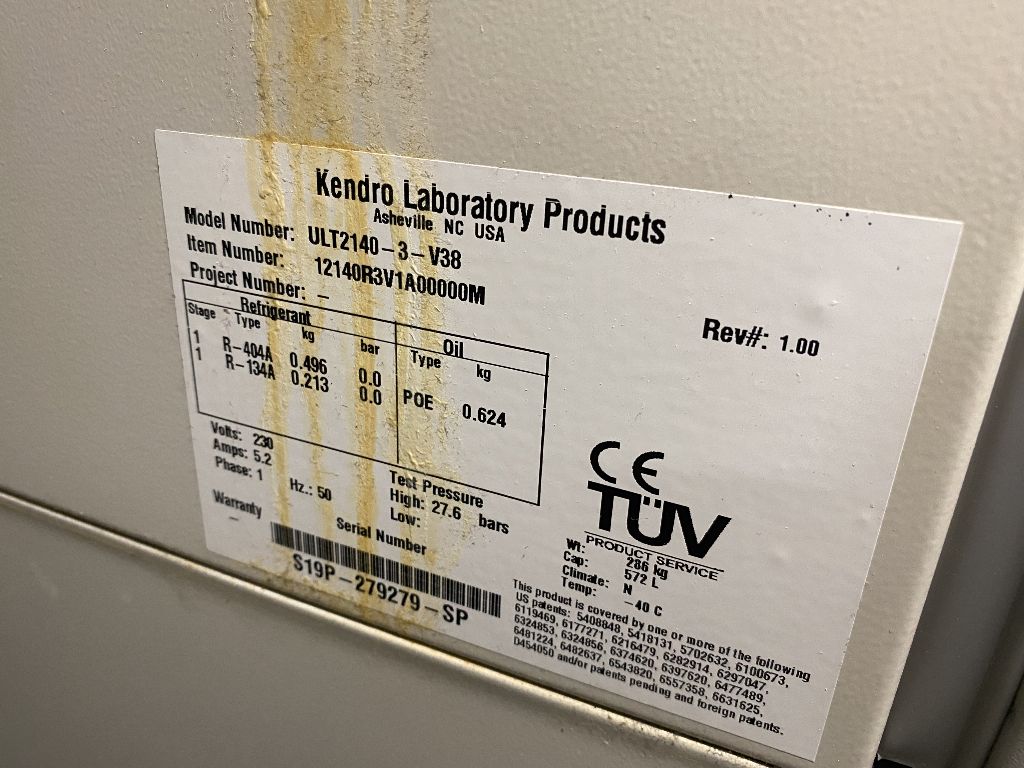 Kendro Laboratory Products
Asheville NC USA
Model Number: ULT2140-3-V38
Item Number: 12140R3V1A00000M
Project Number: -
Rev#: 1.00
Refrigerant Oil
Stage Type kg bar Type kg
1 R-404A 0.496 0.0 POE 0.624
1 R-134A 0.213 0.0
Volts: 230
Amps: 5.2
Phase: 1 Hz.: 50
Test Pressure
High: 27.6 bars
Low:
Warranty
-
Serial Number
S19P-279279-SP
CE
TÜV
PRODUCT SERVICE
Wt: 286 kg
Cap: 572 L
Climate: N
Temp: -40 C
This product is covered by one or more of the following
US patents: 5408848, 5418131, 5702632, 6100673,
6119469, 6177271, 6216479, 6282914, 6297047,
6324853, 6324856, 6374620, 6397620, 6477489,
6481224, 6482637, 6543820, 6557358, 6631625,
D454050 and/or patents pending and foreign patents.